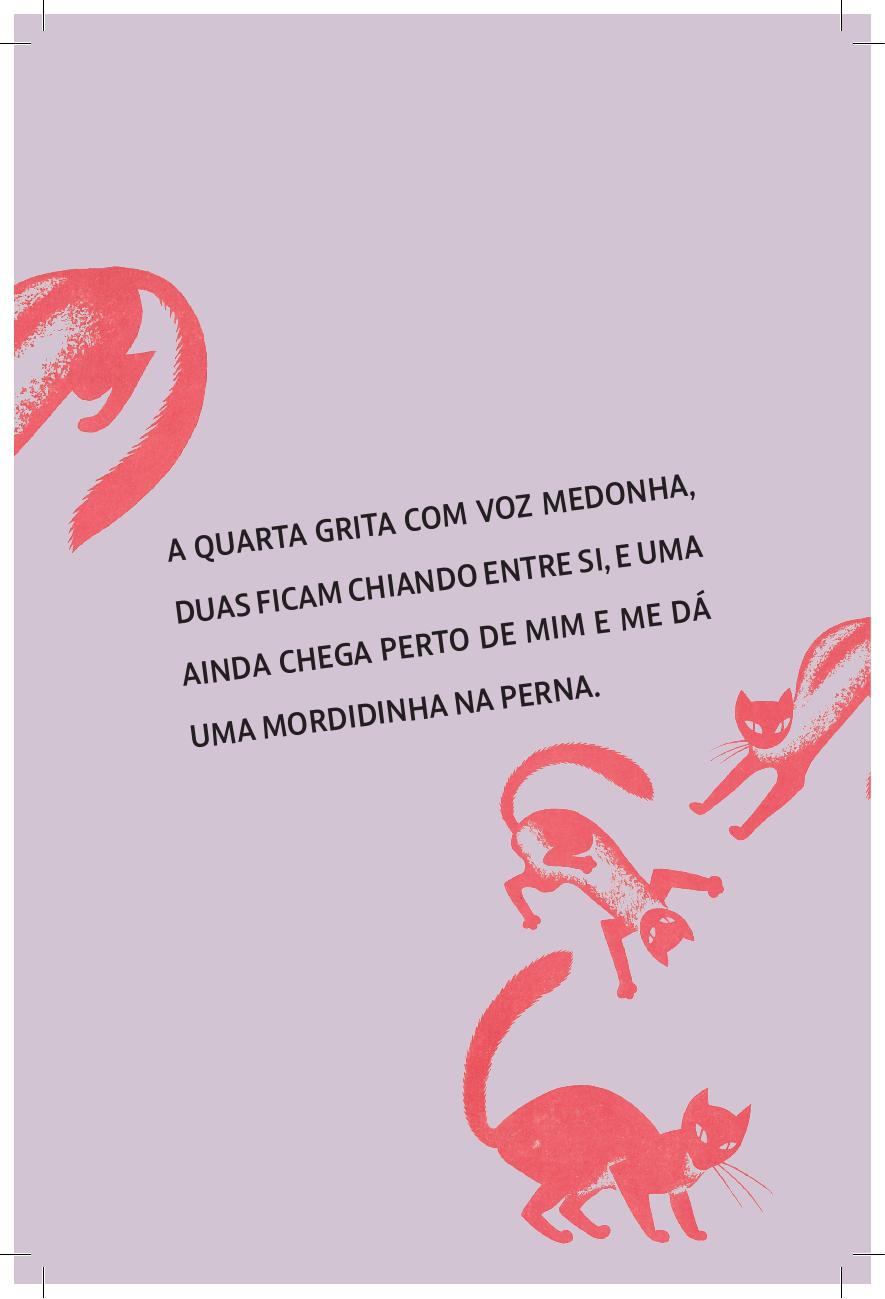 A QUARTA GRITA COM VOZ MEDONHA,
DUAS FICAM CHIANDO ENTRE SI, E UMA
AINDA CHEGA PERTO DE MIM E ME DÁ
UMA MORDIDINHA NA PERNA.